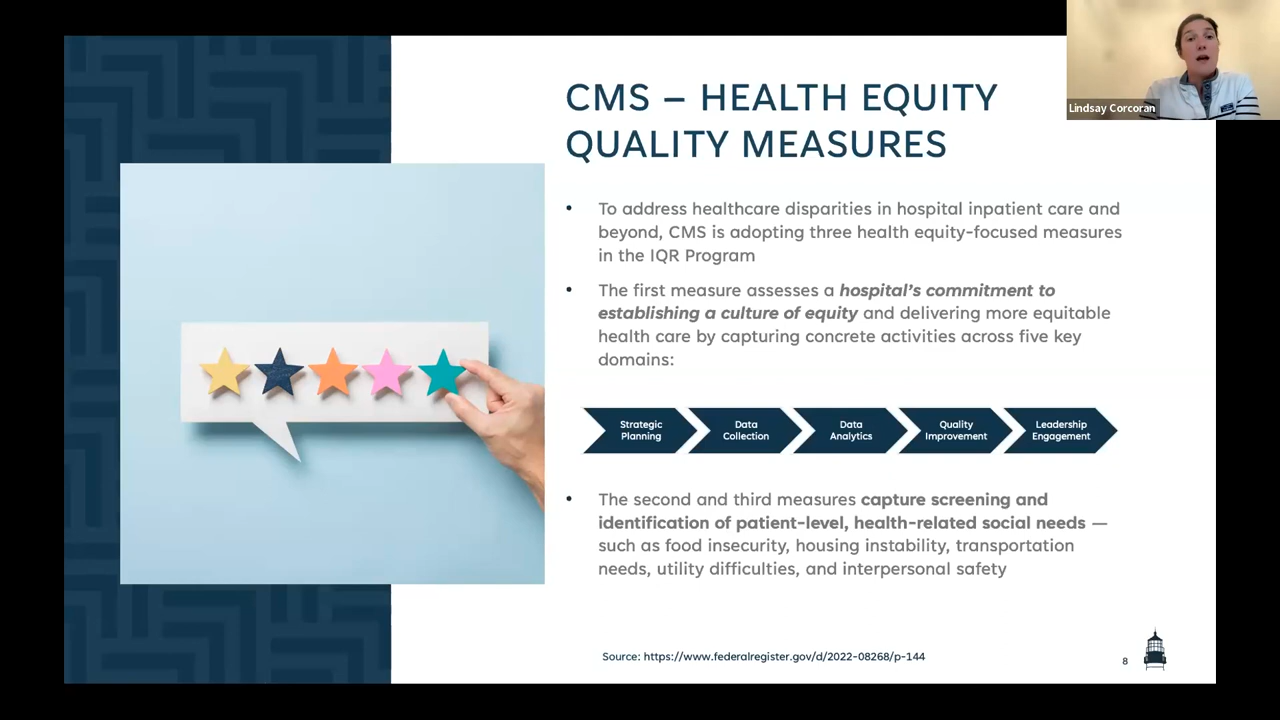 CMS – HEALTH EQUITY
QUALITY MEASURES
Lindsay Corcoran
• To address healthcare disparities in hospital inpatient care and
beyond, CMS is adopting three health equity-focused measures
in the IQR Program
• The first measure assesses a hospital's commitment to
establishing a culture of equity and delivering more equitable
health care by capturing concrete activities across five key
domains:
Strategic
Planning
Data
Collection
Data
Analytics
Quality
Improvement
Leadership
Engagement
• The second and third measures capture screening and
identification of patient-level, health-related social needs —
such as food insecurity, housing instability, transportation
needs, utility difficulties, and interpersonal safety
Source: https://www.federalregister.gov/d/2022-08268/p-144
8